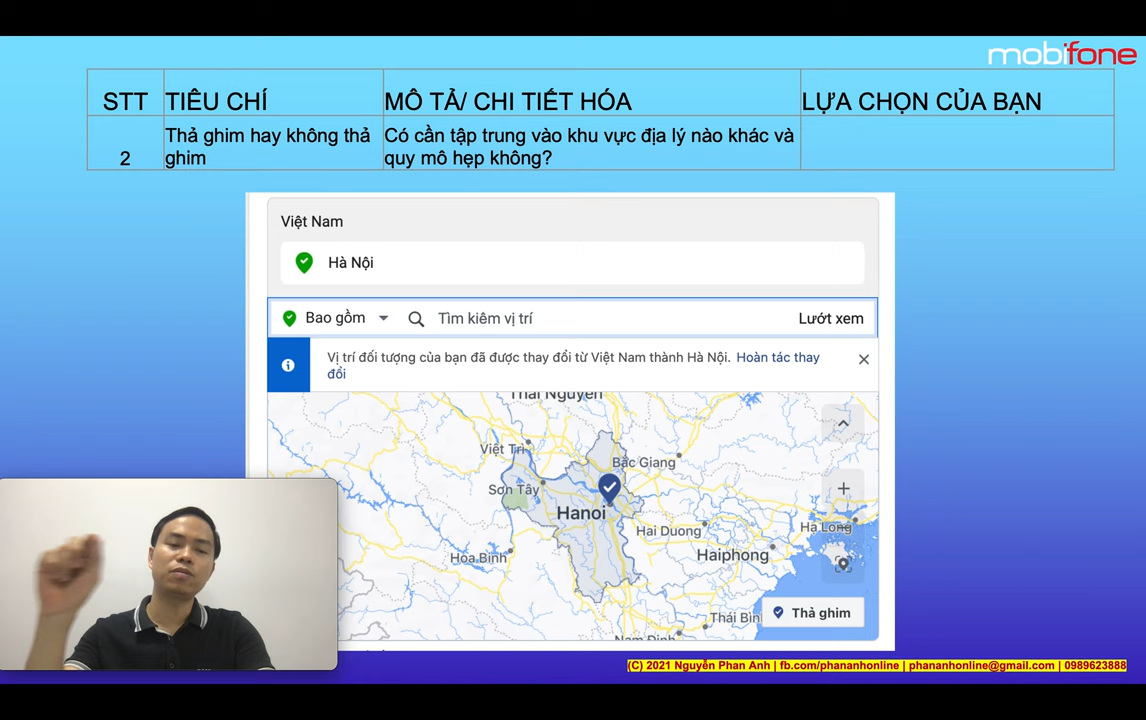 mobifone
STT TIÊU CHÍ MÔ TẢ/ CHI TIẾT HÓA LỰA CHỌN CỦA BẠN
Thả ghim hay không thả Có cần tập trung vào khu vực địa lý nào khác và
2 ghim quy mô hẹp không?
Việt Nam
Hà Nội
Bao gồm Tìm kiếm vị trí Lướt xem
Vị trí đối tượng của bạn đã được thay đổi từ Việt Nam thành Hà Nội. Hoàn tác thay
đổi
Thai Nguyen
Việt Trì
Bắc Giang
Sơn Tây
Hanoi
Hai Duong
Ha Long
Haiphong
Hòa Bình
Thả ghim
Thái Bình
Nam Định
(C) 2021 Nguyễn Phan Anh | fb.com/phananhonline | phananhonline@gmail.com | 0989623888